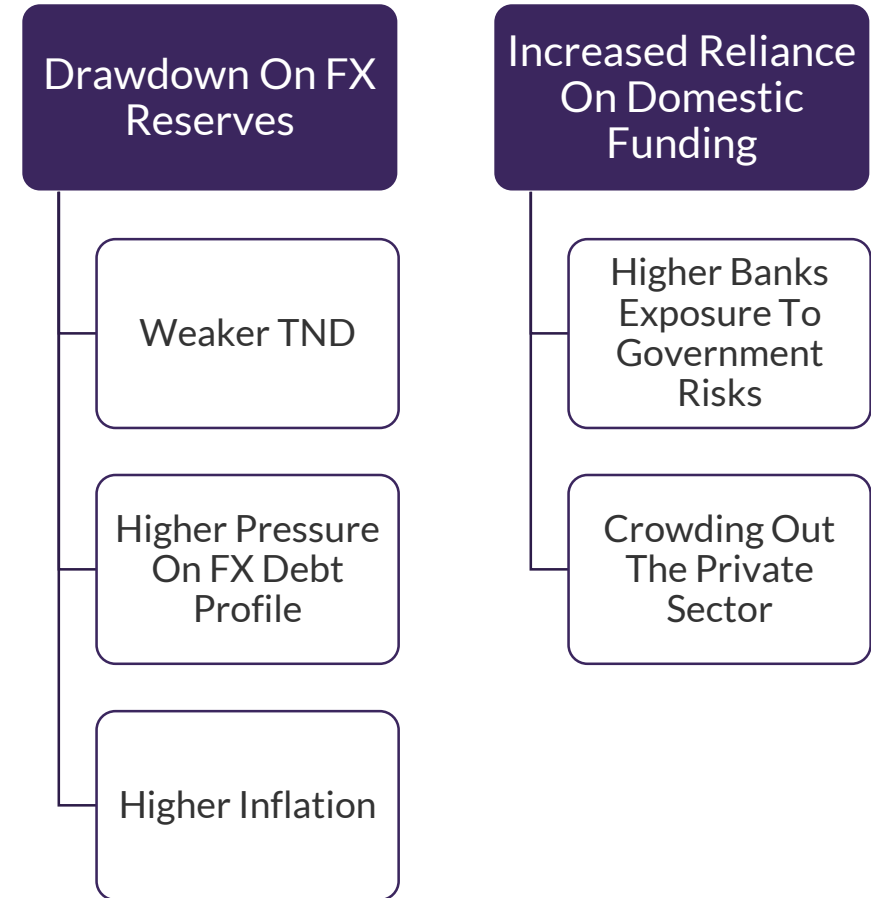 Drawdown On FX
Reserves
Weaker TND
Higher Pressure
On FX Debt
Profile
Higher Inflation
Increased Reliance
On Domestic
Funding
Higher Banks
Exposure To
Government
Risks
Crowding Out
The Private
Sector